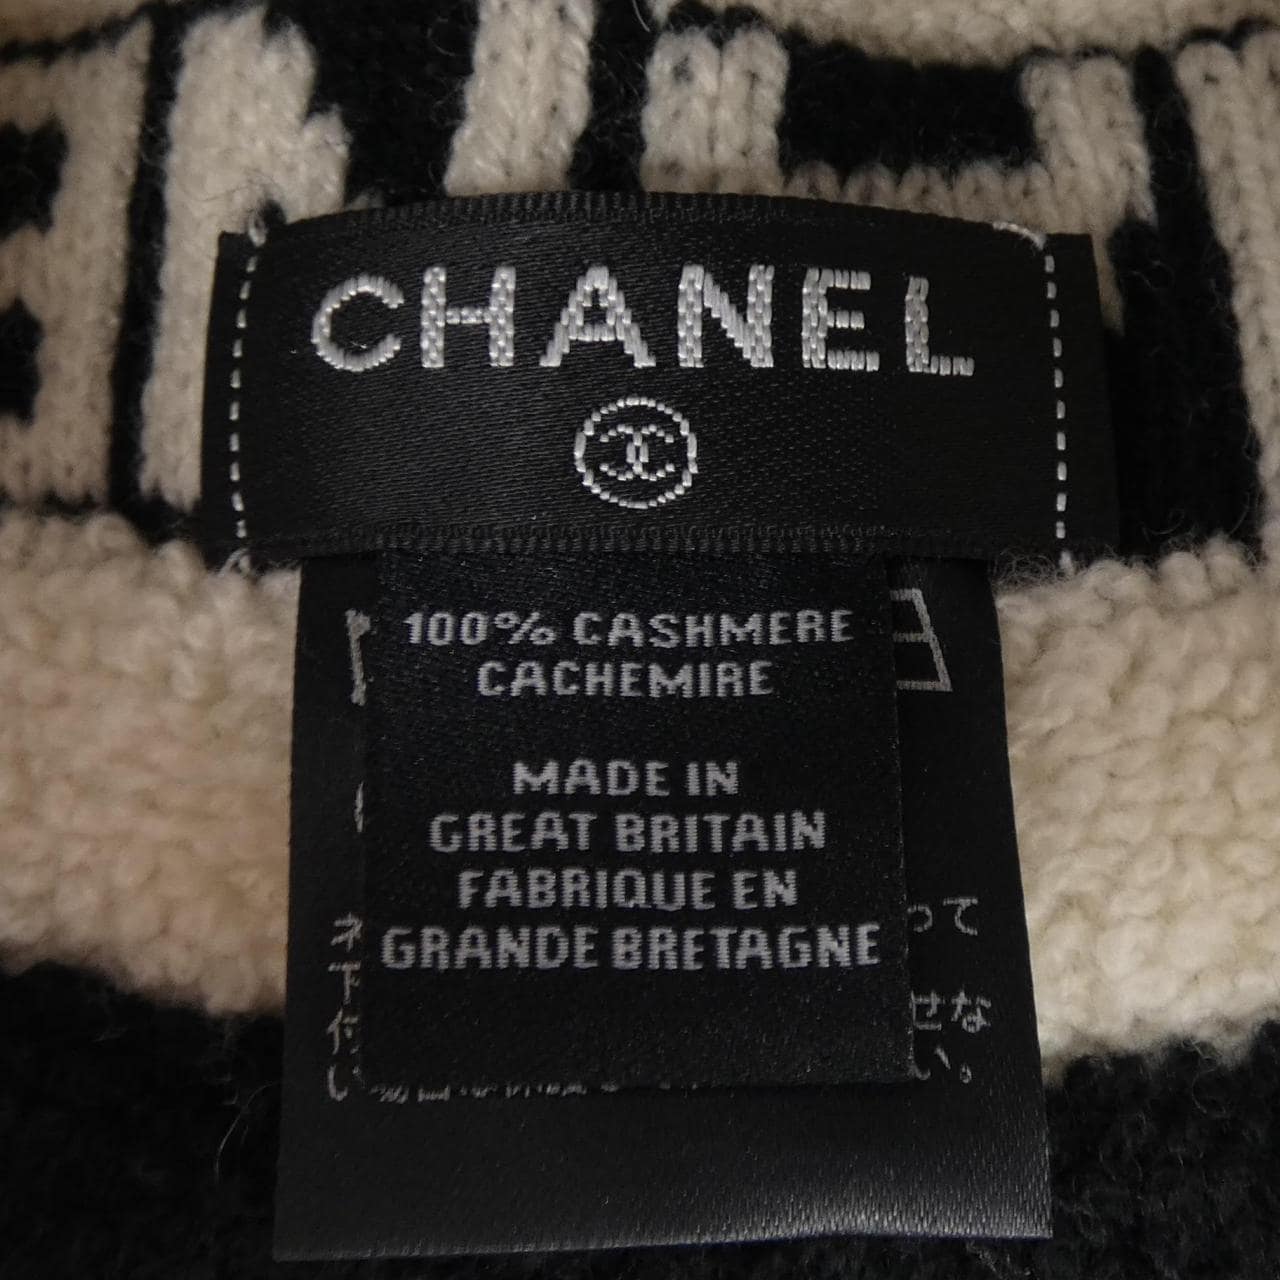 CHANEL
100% CASHMERE
CACHEMIRE
MADE IN
GREAT BRITAIN
FABRIQUE EN
GRANDE BRETAGNE